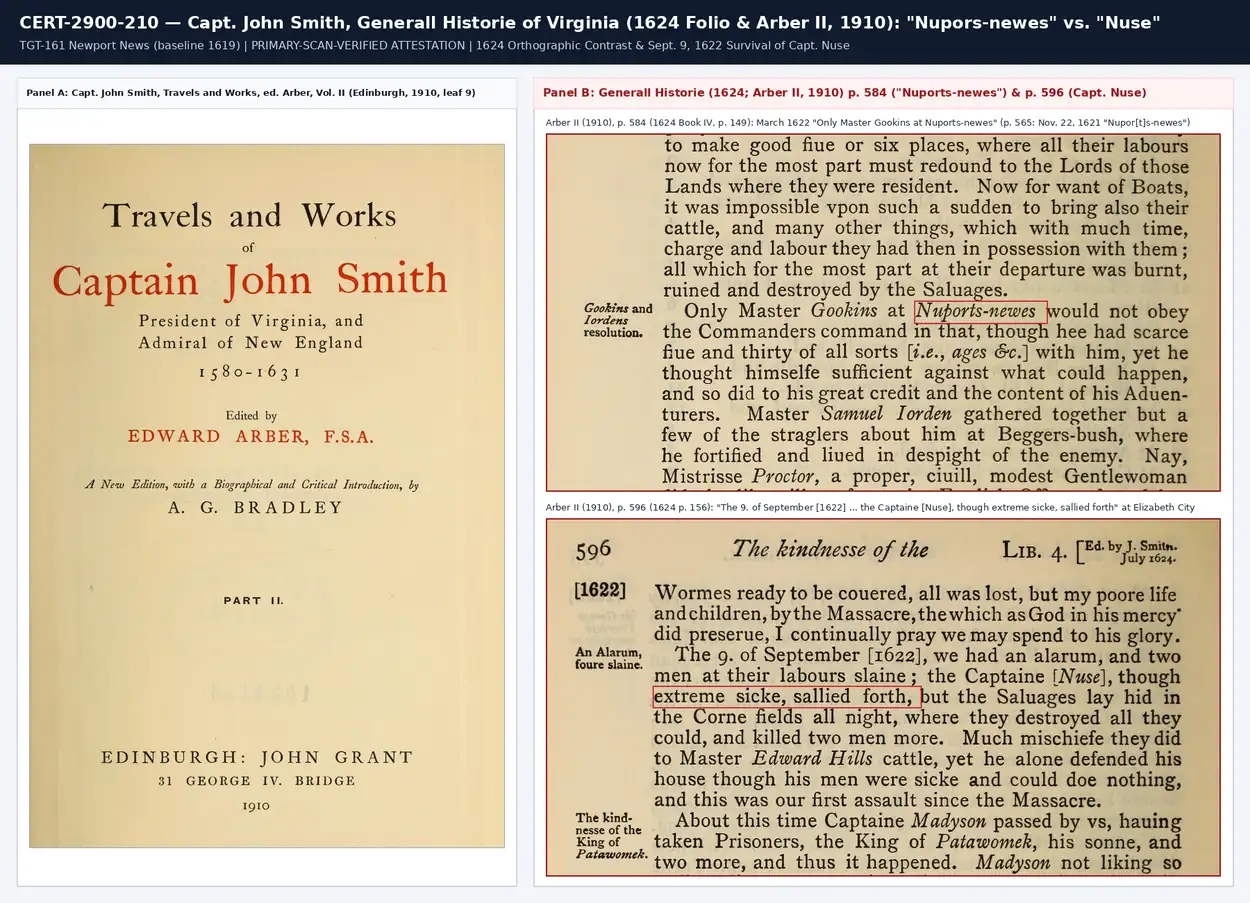 CERT-2900-210 — Capt. John Smith, Generall Historie of Virginia (1624 Folio & Arber II, 1910): "Nupors-newes" vs. "Nuse"
TGT-161 Newport News (baseline 1619) | PRIMARY-SCAN-VERIFIED ATTESTATION | 1624 Orthographic Contrast & Sept. 9, 1622 Survival of Capt. Nuse
Panel A: Capt. John Smith, Travels and Works, ed. Arber, Vol. II (Edinburgh, 1910, leaf 9)
Travels and Works
of
Captain John Smith
President of Virginia, and
Admiral of New England
1580-1631
Edited by
EDWARD ARBER, F.S.A.
A New Edition, with a Biographical and Critical Introduction, by
A. G. BRADLEY
PART II.
EDINBURGH: JOHN GRANT
31 GEORGE IV. BRIDGE
1910
Panel B: Generall Historie (1624; Arber II, 1910) p. 584 ("Nuports-newes") & p. 596 (Capt. Nuse)
Arber II (1910), p. 584 (1624 Book IV, p. 149): March 1622 "Only Master Gookins at Nuports-newes" (p. 565: Nov. 22, 1621 "Nupor[t]s-newes")
to make good fiue or six places, where all their labours
now for the most part must redound to the Lords of those
Lands where they were resident. Now for want of Boats,
it was impossible vpon such a sudden to bring also their
cattle, and many other things, which with much time,
charge and labour they had then in possession with them;
all which for the most part at their departure was burnt,
ruined and destroyed by the Saluages.
Gookins and
Iordens
resolution.
Only Master Gookins at Nuports-newes would not obey
the Commanders command in that, though hee had scarce
fiue and thirty of all sorts [i.e., ages &c.] with him, yet he
thought himselfe sufficient against what could happen,
and so did to his great credit and the content of his Aduen-
turers. Master Samuel Iorden gathered together but a
few of the straglers about him at Beggers-bush, where
he fortified and liued in despight of the enemy. Nay,
Mistrisse Proctor, a proper, ciuill, modest Gentlewoman
Arber II (1910), p. 596 (1624 p. 156): "The 9. of September [1622] ... the Captaine [Nuse], though extreme sicke, sallied forth" at Elizabeth City
596 The kindnesse of the LIB. 4. [Ed. by J. Smith.
July 1624.
[1622]
Wormes ready to be couered, all was lost, but my poore life
and children, by the Massacre, the which as God in his mercy
did preserue, I continually pray we may spend to his glory.
An Alarum,
foure slaine.
The 9. of September [1622], we had an alarum, and two
men at their labours slaine; the Captaine [Nuse], though
extreme sicke, sallied forth, but the Saluages lay hid in
the Corne fields all night, where they destroyed all they
could, and killed two men more. Much mischiefe they did
to Master Edward Hills cattle, yet he alone defended his
house though his men were sicke and could doe nothing,
and this was our first assault since the Massacre.
The kind-
nesse of the
King of
Patawomek.
About this time Captaine Madyson passed by vs, hauing
taken Prisoners, the King of Patawomek, his sonne, and
two more, and thus it happened. Madyson not liking so